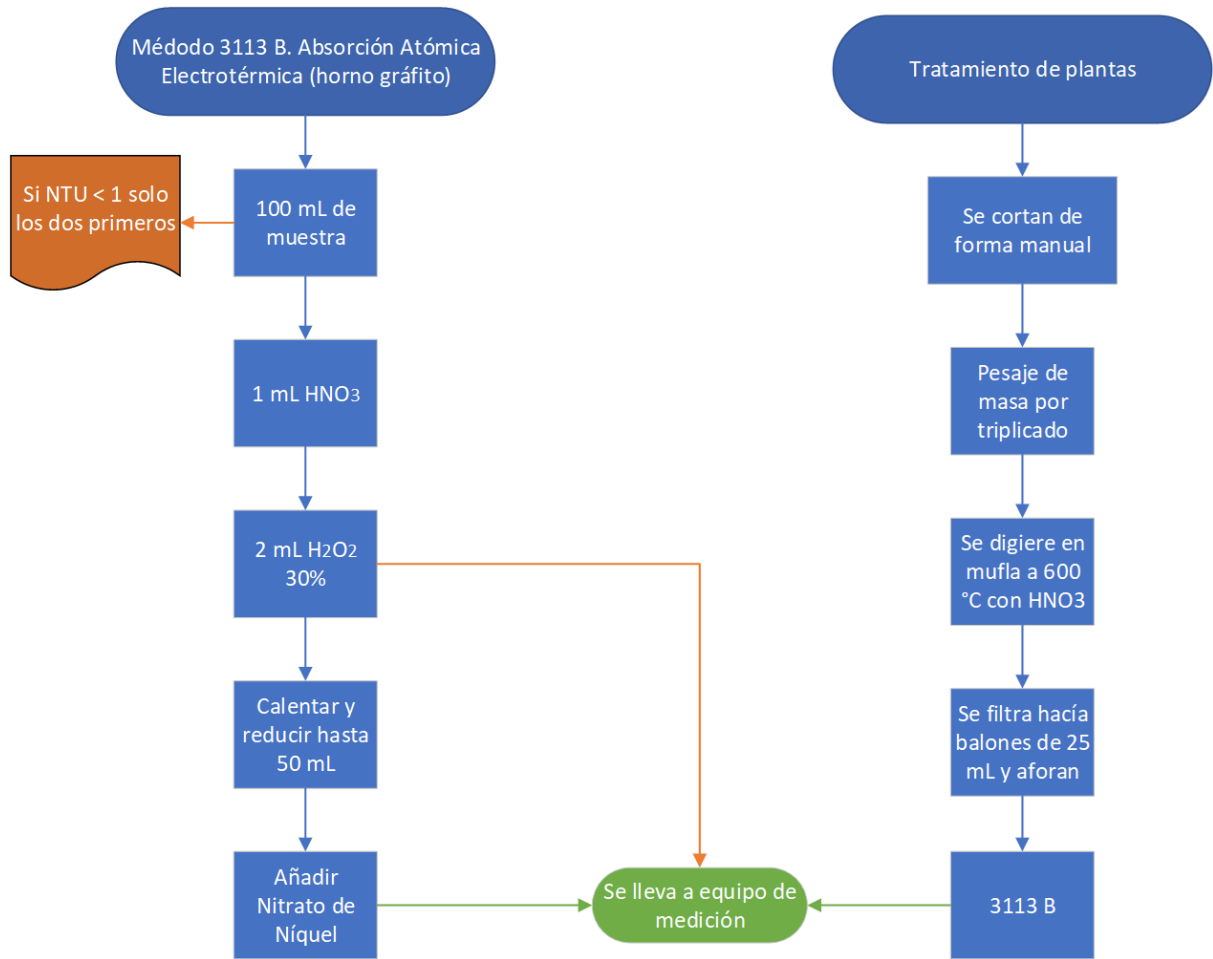 Médodo 3113 B. Absorción Atómica
Electrotérmica (horno gráfito)
Si NTU < 1 solo
los dos primeros
100 mL de
muestra
1 mL HNO3
2 mL H2O2
30%
Calentar y
reducir hasta
50 mL
Añadir
Nitrato de
Níquel
Se lleva a equipo de
medición
Tratamiento de plantas
Se cortan de
forma manual
Pesaje de
masa por
triplicado
Se digiere en
mufla a 600
°C con HNO3
Se filtra hacía
balones de 25
mL y aforan
3113 B